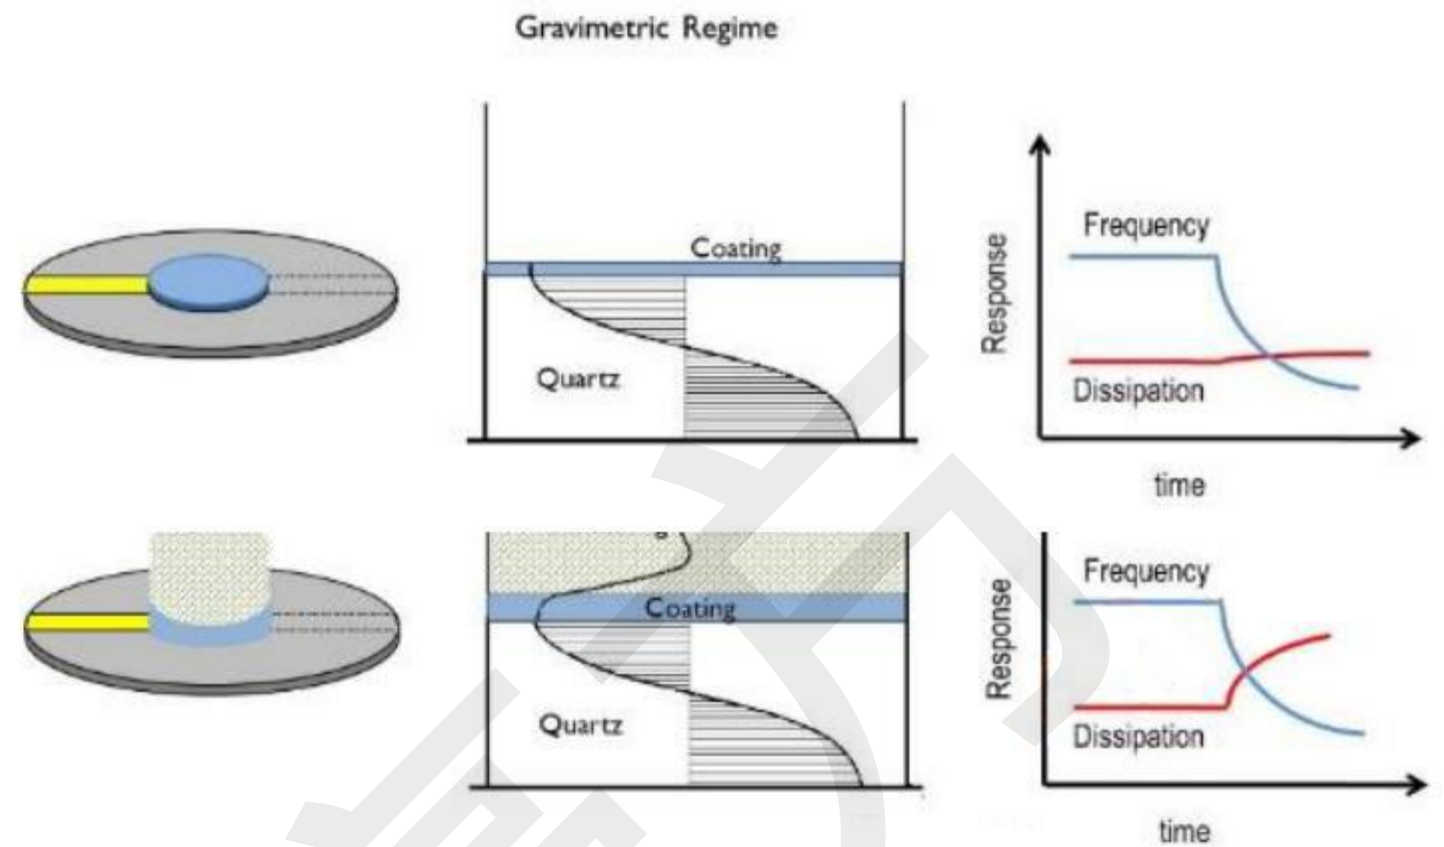 Gravimetric Regime
Coating
Quartz
Response
Frequency
Dissipation
time
Coating
Quartz
Response
Frequency
Dissipation
time